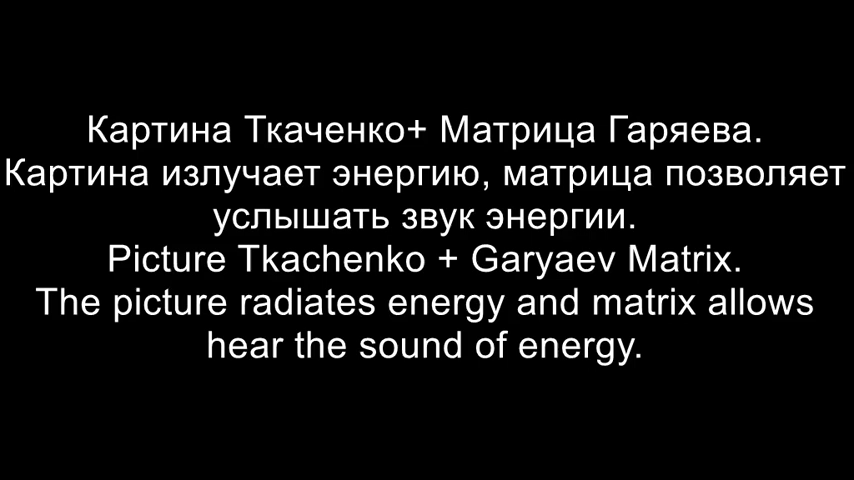 Картина Ткаченко+ Матрица Гаряева.
Картина излучает энергию, матрица позволяет
услышать звук энергии.
Picture Tkachenko + Garyaev Matrix.
The picture radiates energy and matrix allows
hear the sound of energy.